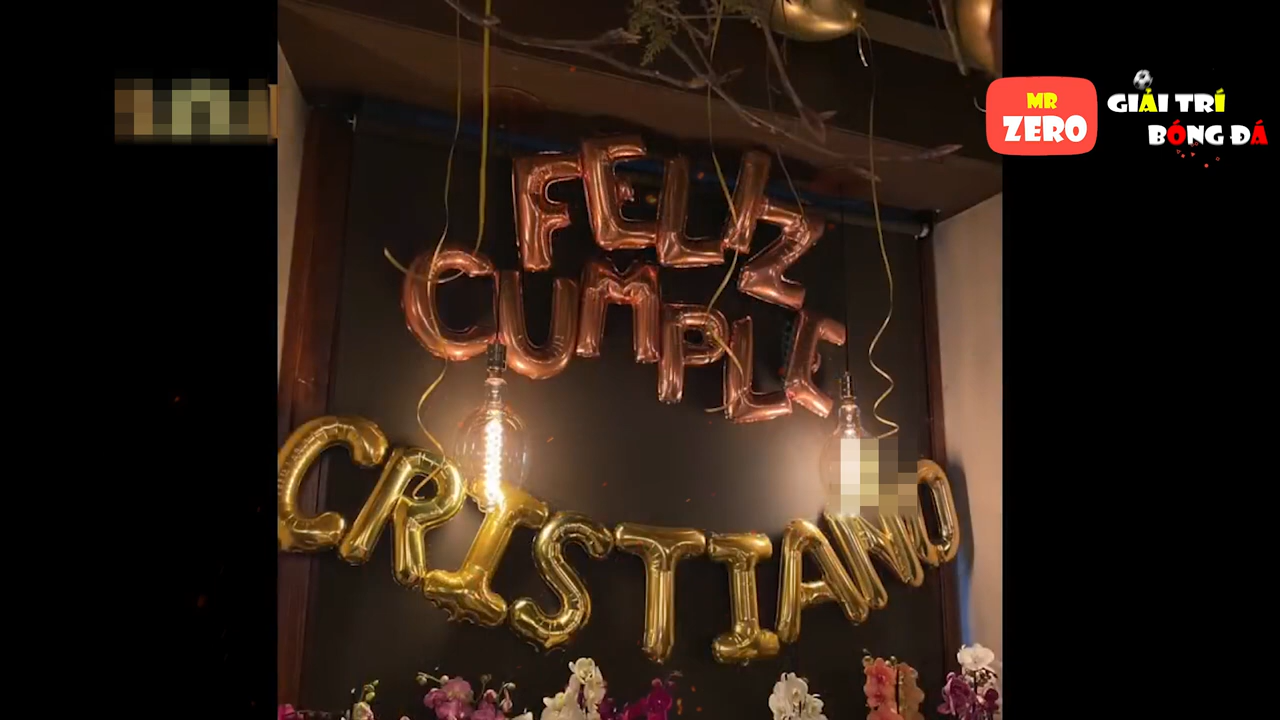 FELIZ
CUMPLE
CRISTIANO
MR
ZERO
GIẢI TRÍ
BÓNG ĐÁ